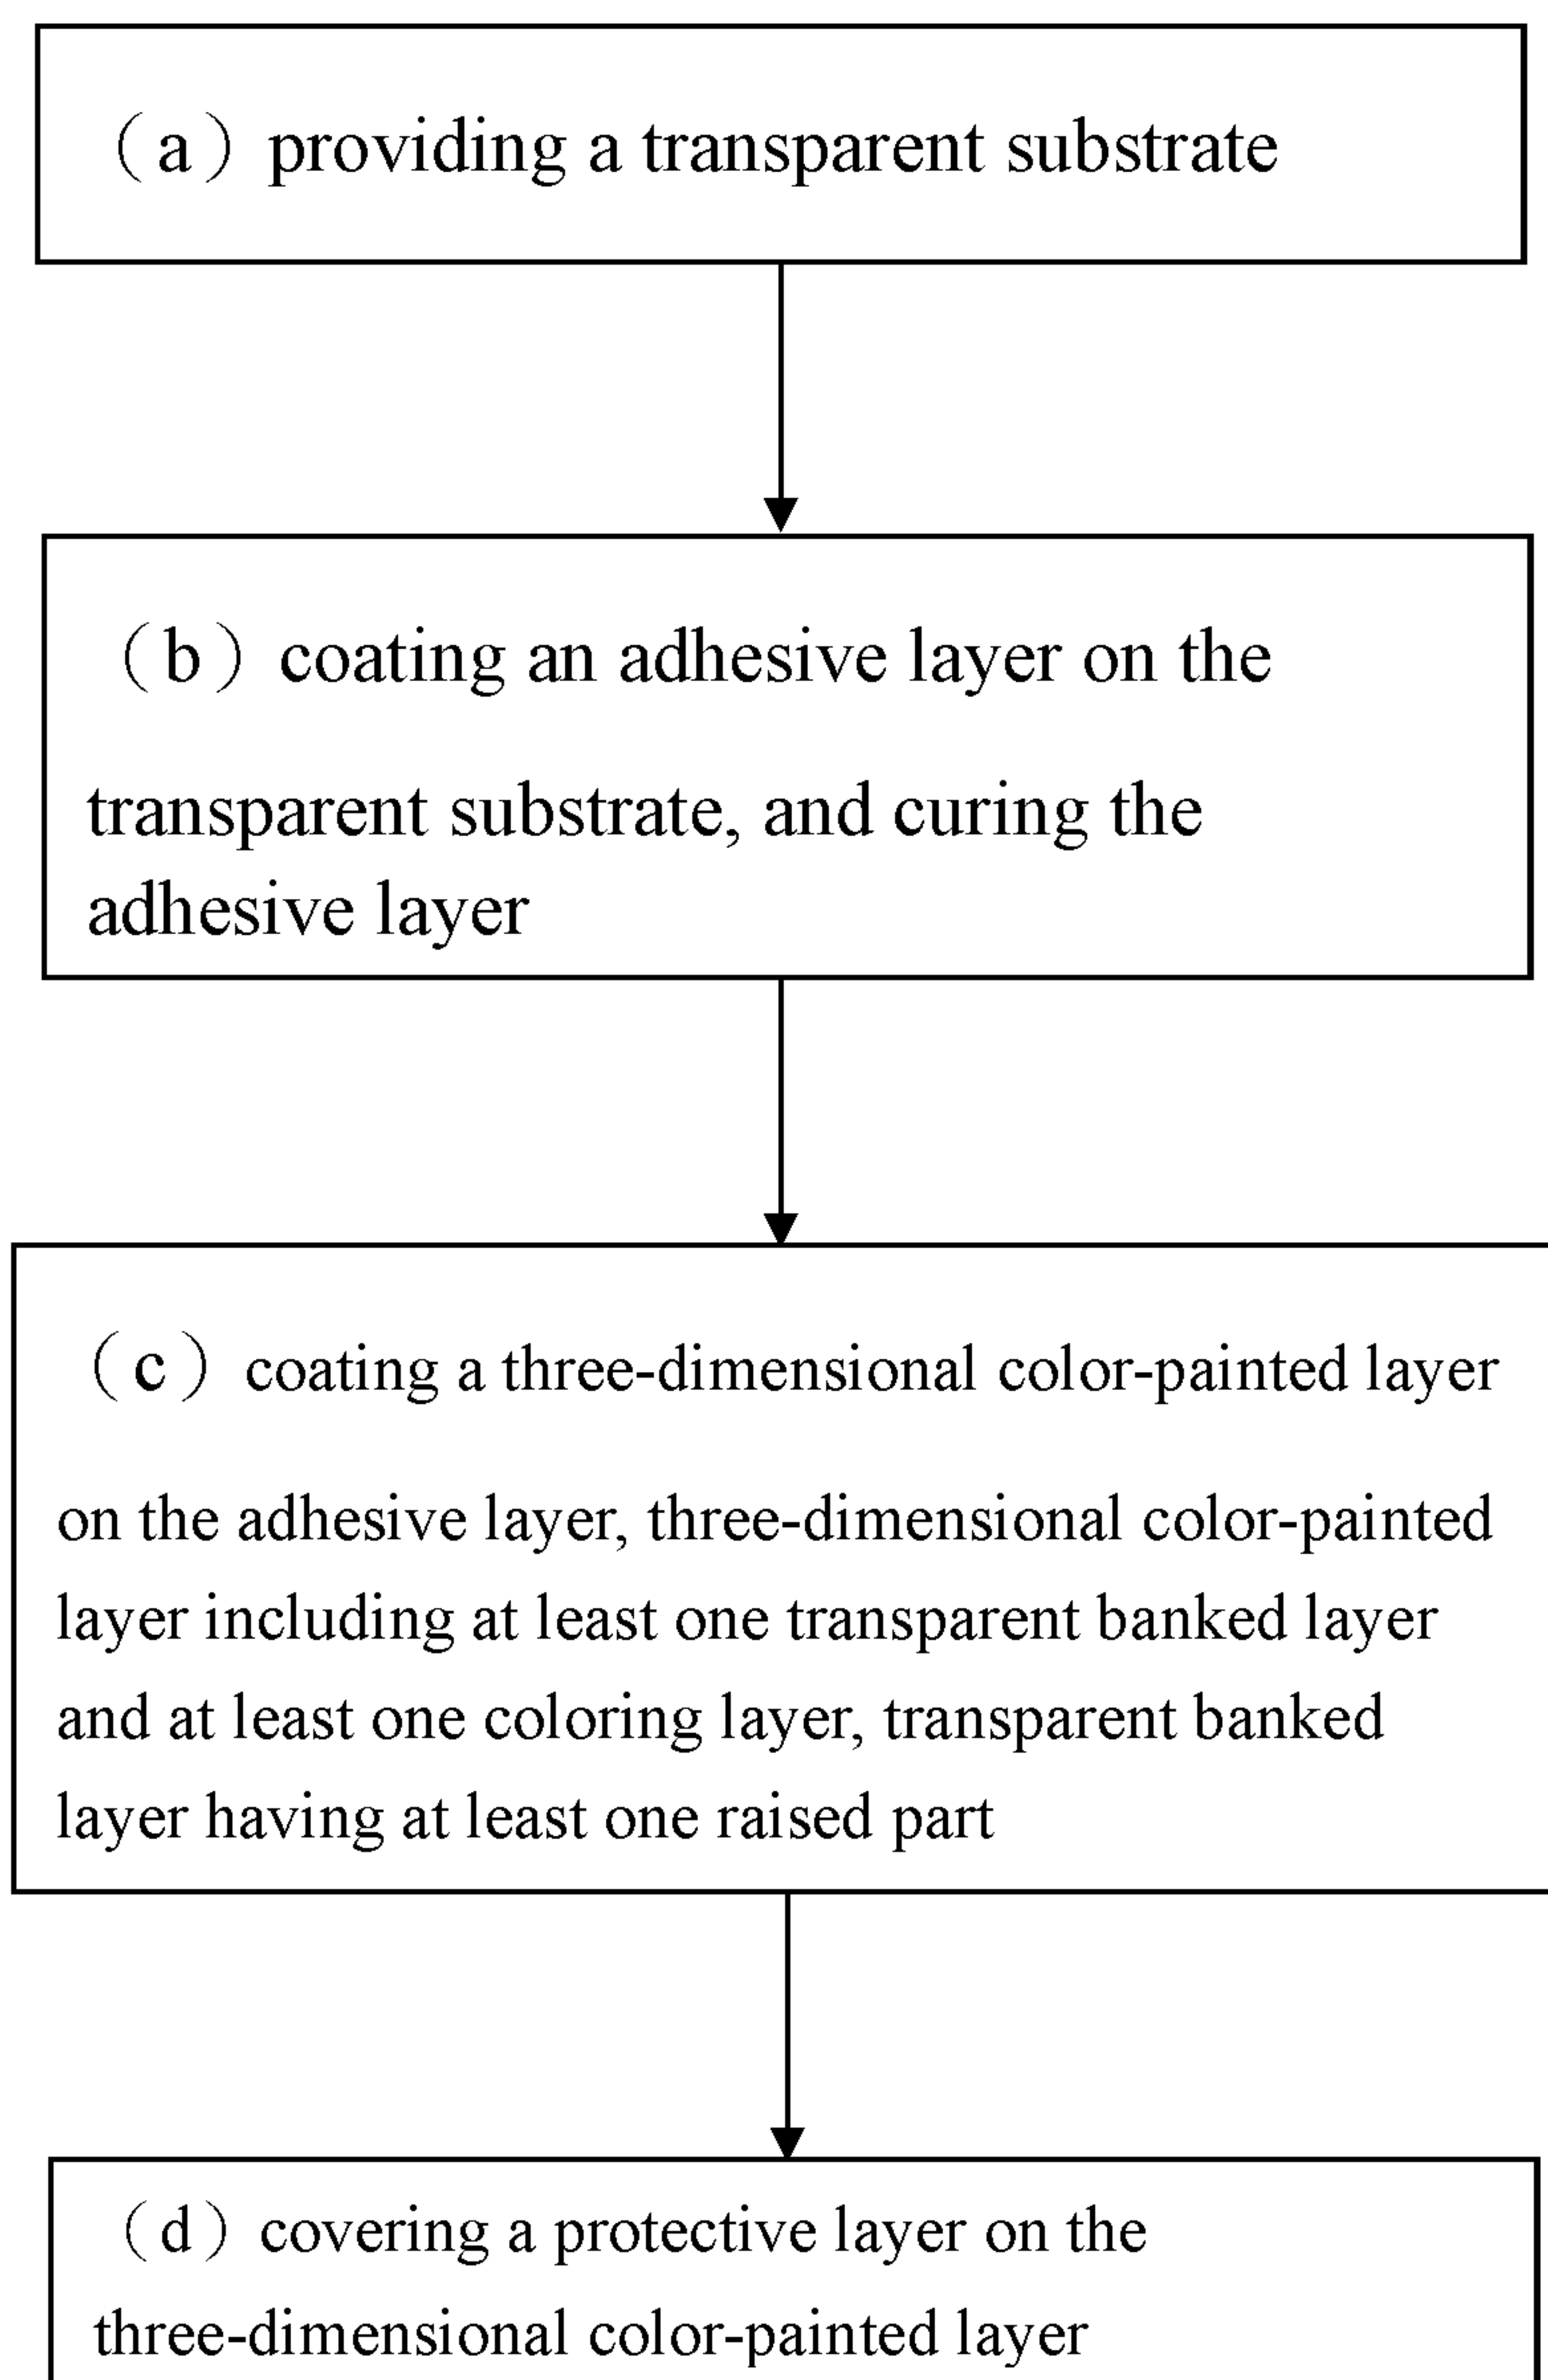 （a）providing a transparent substrate
（b）coating an adhesive layer on the
transparent substrate, and curing the
adhesive layer
（c）coating a three-dimensional color-painted layer
on the adhesive layer, three-dimensional color-painted
layer including at least one transparent banked layer
and at least one coloring layer, transparent banked
layer having at least one raised part
（d）covering a protective layer on the
three-dimensional color-painted layer